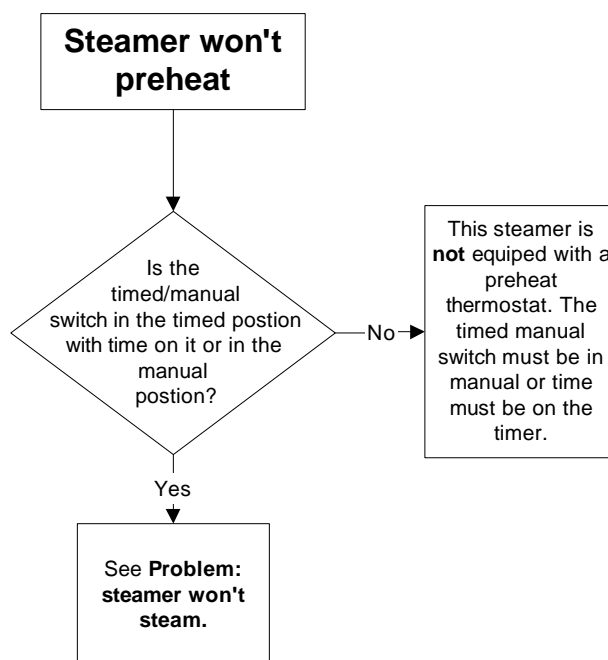 Steamer won't
preheat
Is the
timed/manual
switch in the timed postion
with time on it or in the
manual
postion?
No
This steamer is
not equiped with a
preheat
thermostat. The
timed manual
switch must be in
manual or time
must be on the
timer.
Yes
See Problem:
steamer won't
steam.